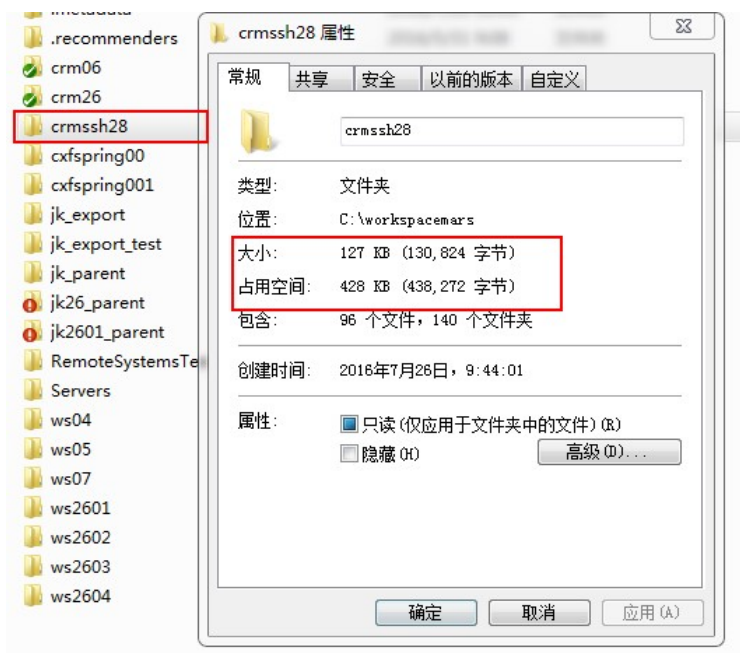 .recommenders
crm06
crm26
crmssh28
cxfspring00
cxfspring001
jk_export
jk_export_test
jk_parent
jk26_parent
jk2601_parent
RemoteSystemsTe
Servers
ws04
ws05
ws07
ws2601
ws2602
ws2603
ws2604
crmssh28 属性
常规 共享 安全 以前的版本 自定义
crmssh28
类型: 文件夹
位置: C:\workspacemars
大小: 127 KB (130,824 字节)
占用空间: 428 KB (438,272 字节)
包含: 96 个文件，140 个文件夹
创建时间: 2016年7月26日，9:44:01
属性: 只读(仅应用于文件夹中的文件)(R)
隐藏(H) 高级(D)...
确定 取消 应用(A)